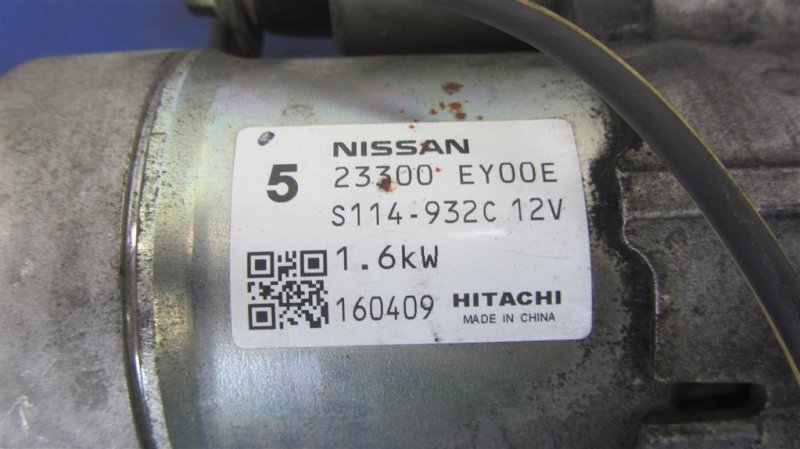 NISSAN
5 23300 EY00E
S114-932C 12V
1.6kW
160409 HITACHI
MADE IN CHINA